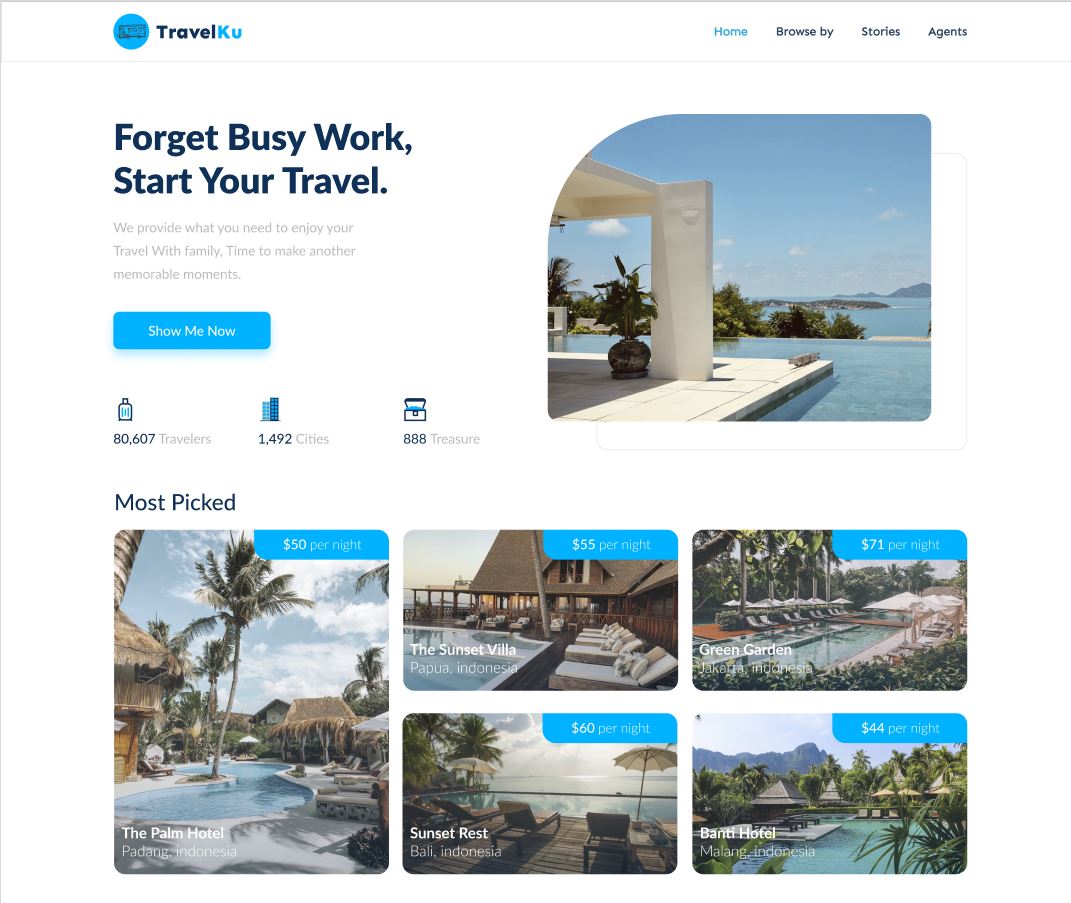 TravelKu
Home Browse by Stories Agents
Forget Busy Work,
Start Your Travel.
We provide what you need to enjoy your
Travel With family, Time to make another
memorable moments.
Show Me Now
80,607 Travelers
1,492 Cities
888 Treasure
Most Picked
$50 per night
The Palm Hotel
Padang, indonesia
$55 per night
The Sunset Villa
Papua, indonesia
$71 per night
Green Garden
Jakarta, indonesia
$60 per night
Sunset Rest
Bali, indonesia
$44 per night
Banti Hotel
Malang, indonesia